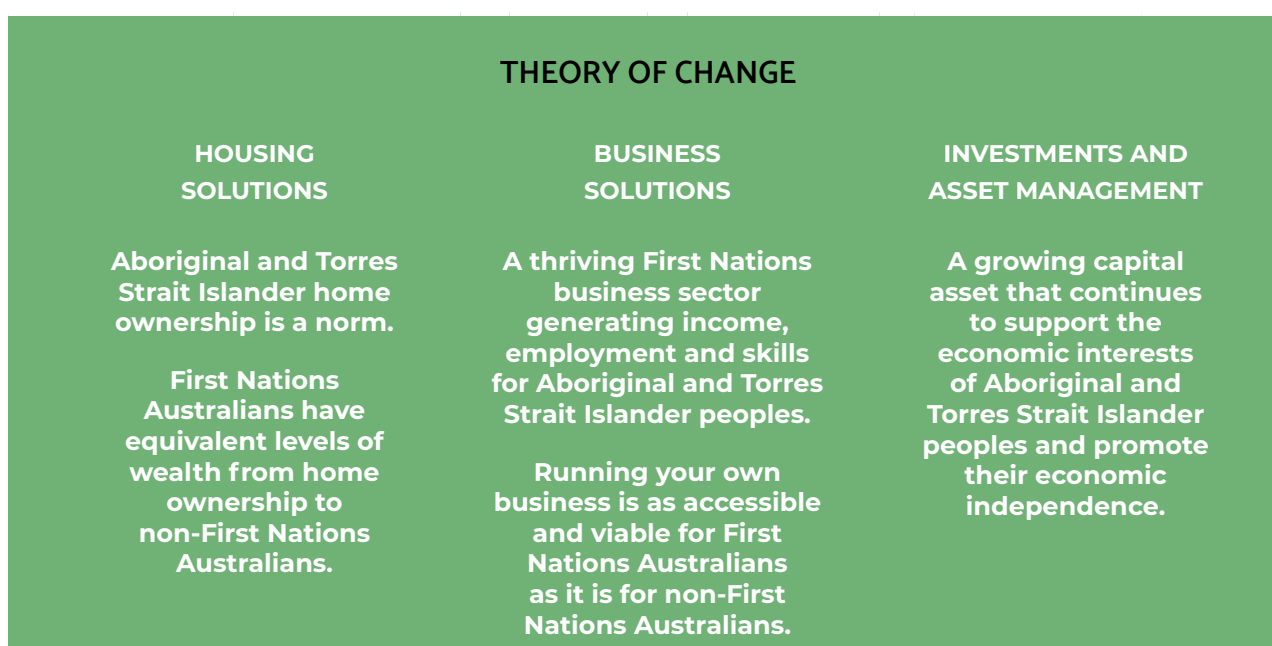 THEORY OF CHANGE
HOUSING
SOLUTIONS
Aboriginal and Torres
Strait Islander home
ownership is a norm.
First Nations
Australians have
equivalent levels of
wealth from home
ownership to
non-First Nations
Australians.
BUSINESS
SOLUTIONS
A thriving First Nations
business sector
generating income,
employment and skills
for Aboriginal and Torres
Strait Islander peoples.
Running your own
business is as accessible
and viable for First
Nations Australians
as it is for non-First
Nations Australians.
INVESTMENTS AND
ASSET MANAGEMENT
A growing capital
asset that continues
to support the
economic interests
of Aboriginal and
Torres Strait Islander
peoples and promote
their economic
independence.